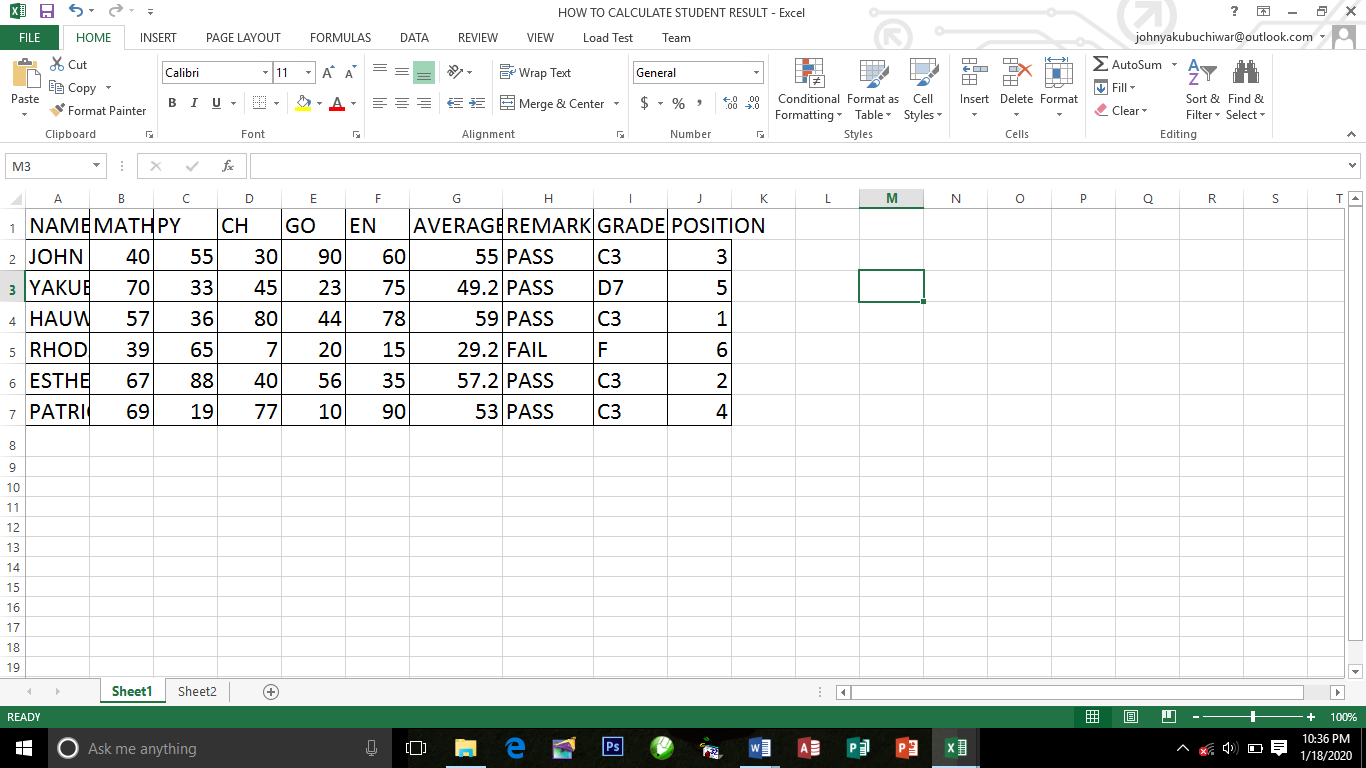 HOW TO CALCULATE STUDENT RESULT - Excel
?
FILE HOME INSERT PAGE LAYOUT FORMULAS DATA REVIEW VIEW Load Test Team johnyakubuchiwar@outlook.com
Paste Cut Copy Format Painter
Calibri 11 A A
B I U A
Wrap Text
Merge & Center
General
$ % ,
Conditional Formatting Format as Table Cell Styles
Insert Delete Format
AutoSum Fill Clear
Sort & Filter Find & Select
Clipboard Font Alignment Number Styles Cells Editing
M3 fx
A B C D E F G H I J K L M N O P Q R S T
1 NAME MATH PY CH GO EN AVERAGE REMARK GRADE POSITION
2 JOHN 40 55 30 90 60 55 PASS C3 3
3 YAKUB 70 33 45 23 75 49.2 PASS D7 5
4 HAUW 57 36 80 44 78 59 PASS C3 1
5 RHOD 39 65 7 20 15 29.2 FAIL F 6
6 ESTHE 67 88 40 56 35 57.2 PASS C3 2
7 PATRI 69 19 77 10 90 53 PASS C3 4
8
9
10
11
12
13
14
15
16
17
18
19
Sheet1 Sheet2
READY 100%
Ask me anything
10:36 PM
1/18/2020